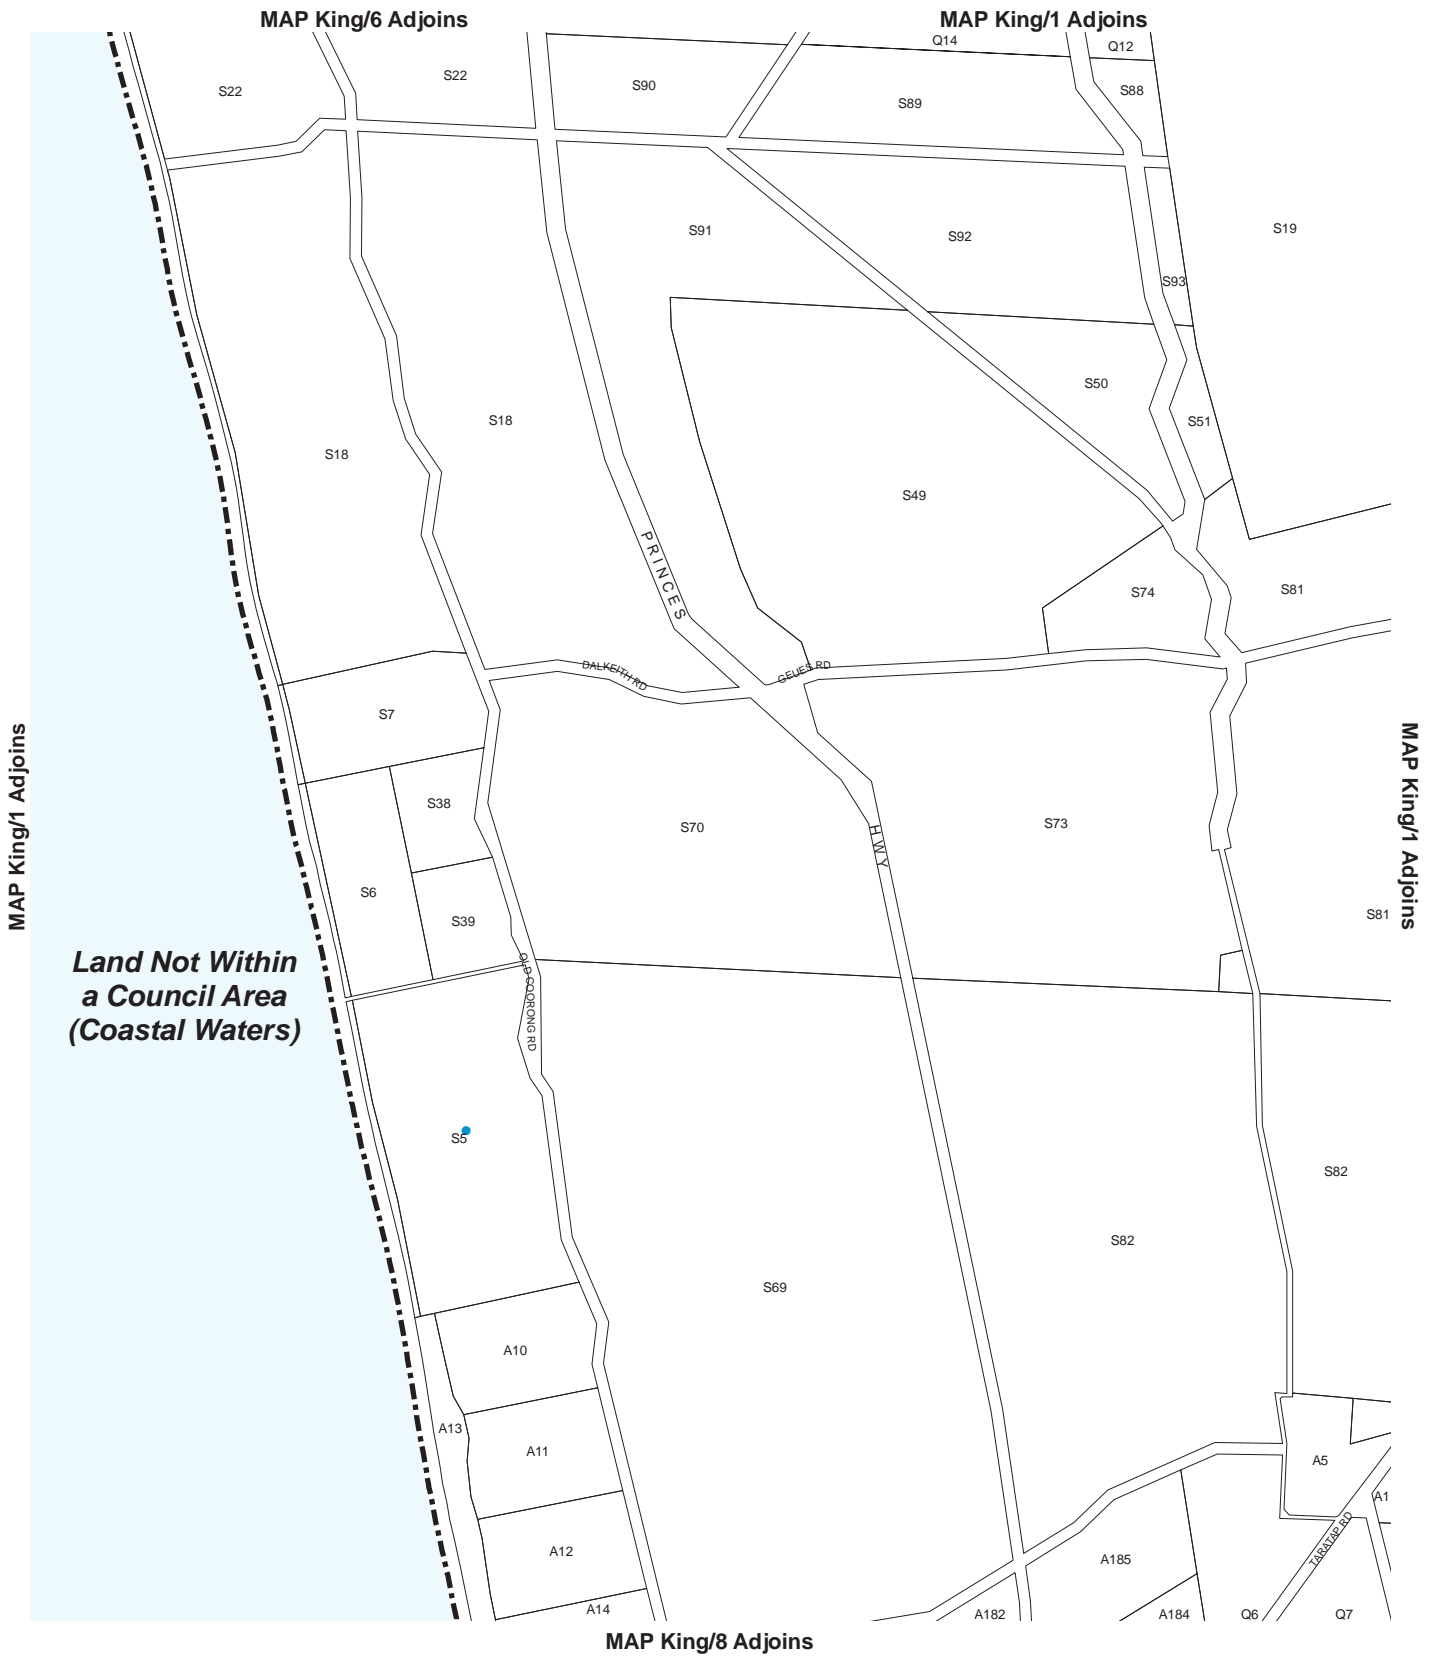 MAP King/6 Adjoins
MAP King/1 Adjoins
Q14
Q12
S22
S22
S90
S89
S88
S91
S92
S19
S93
S50
S51
S18
S18
S49
PRINCES
S74
S81
DALKEITH RD
GEUES RD
S7
MAP King/1 Adjoins
MAP King/1 Adjoins
S38
S70
HWY
S73
S6
S39
S81
Land Not Within
a Council Area
(Coastal Waters)
OLD COORONG RD
S5
S82
S82
S69
A10
A13
A11
A5
A1
A12
TARATAP RD
A185
A14
A182
A184
Q6
Q7
MAP King/8 Adjoins